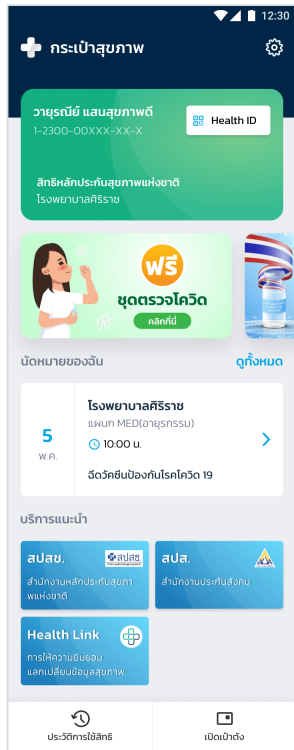 12:30
กระเป๋าสุขภาพ
วายุรณีย์ แสนสุขภาพดี
1-2300-00XXX-XX-X
Health ID
สิทธิหลักประกันสุขภาพแห่งชาติ
โรงพยาบาลศิริราช
ฟรี
ชุดตรวจโควิด
คลิกที่นี่
นัดหมายของฉัน
ดูทั้งหมด
โรงพยาบาลศิริราช
แผนก MED(อายุรกรรม)
5
พ.ค.
10:00 น.
ฉีดวัคซีนป้องกันโรคโควิด 19
บริการแนะนำ
สปสช.
สปสช
สำนักงานหลักประกันสุขภา
พแห่งชาติ
สปส.
สำนักงานประกันสังคม
Health Link
การให้ความยินยอม
แลกเปลี่ยนข้อมูลสุขภาพ
ประวัติการใช้สิทธิ
เปิดเป๋าตัง